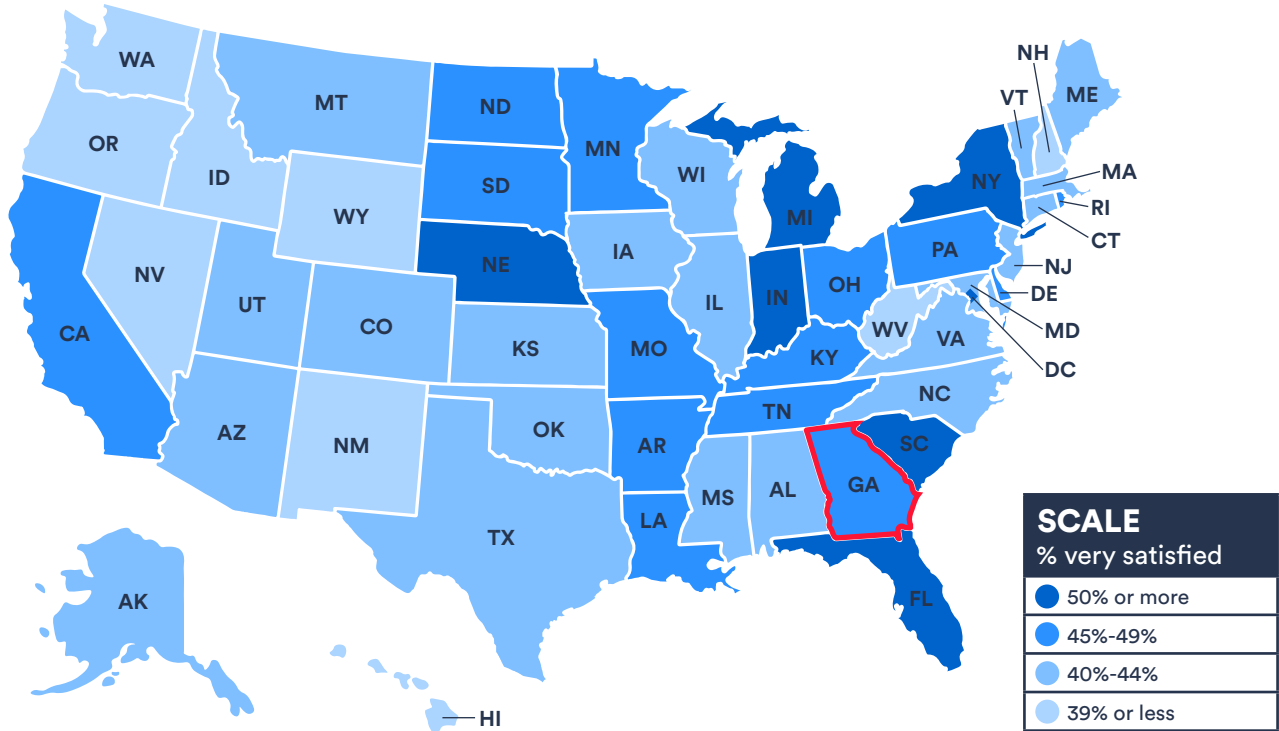 NH
WA
VT
ME
MT
ND
OR
MN
MA
ID
WI
NY
SD
RI
WY
MI
CT
IA
PA
NE
NJ
NV
OH
DE
UT
IL
IN
CO
WV
MD
CA
VA
KS
MO
KY
DC
NC
TN
AZ
OK
NM
AR
SC
GA
AL
MS
LA
TX
AK
FL
HI
SCALE
% very satisfied
50% or more
45%-49%
40%-44%
39% or less